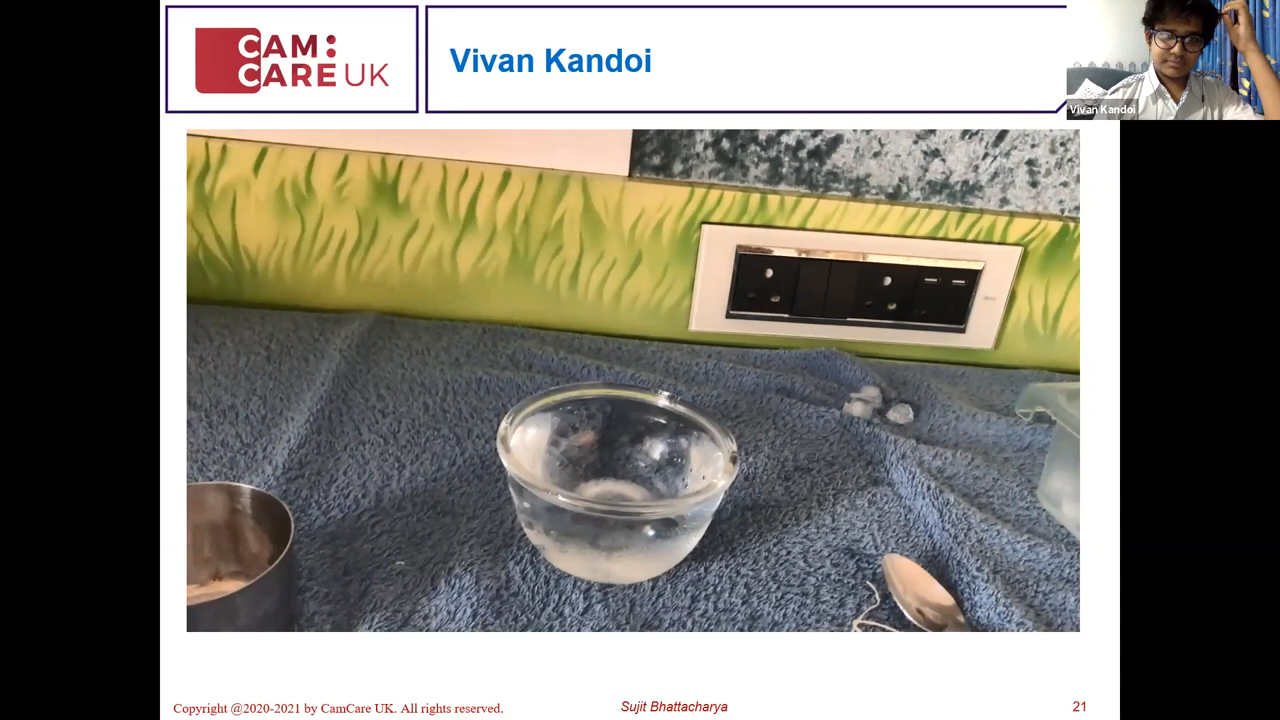 CAM:
CARE UK
Vivan Kandoi
Vivan Kandoi
Copyright @2020-2021 by CamCare UK. All rights reserved.
Sujit Bhattacharya
21